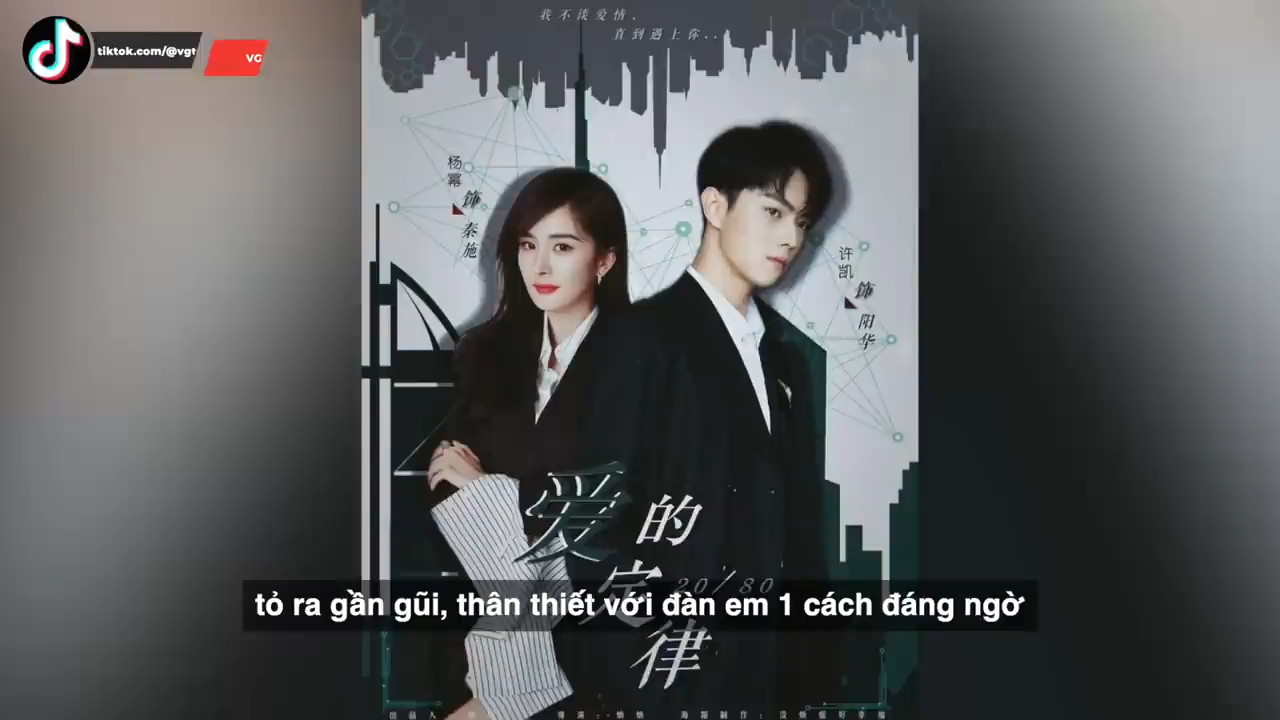 我不谈爱情,
直到遇上你..
tiktok.com/@vgt
VG
杨幂
饰
秦施
许凯
饰
阳华
爱的定律
20/80
tỏ ra gần gũi, thân thiết với đàn em 1 cách đáng ngờ